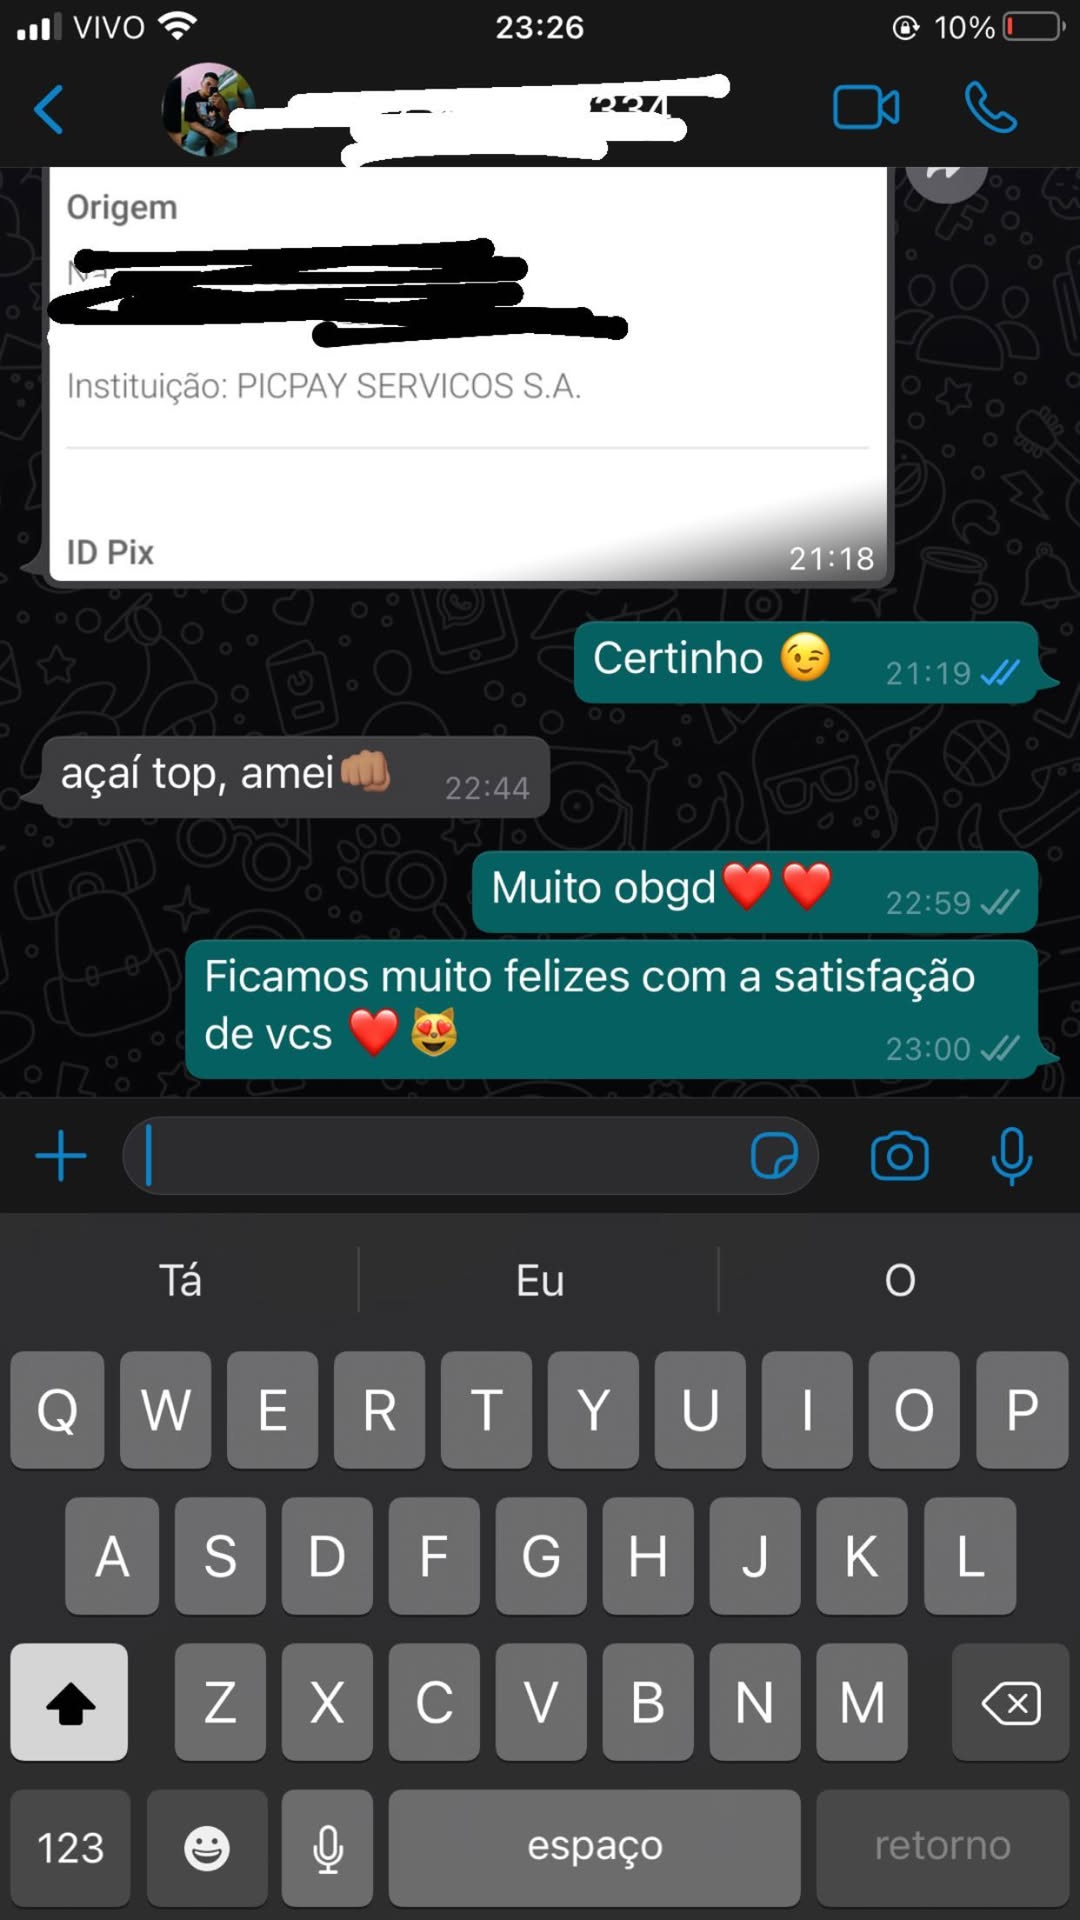 VIVO 23:26 10%
334
Origem
Instituição: PICPAY SERVICOS S.A.
ID Pix
21:18
Certinho 😉 21:19
açaí top, amei👊🏽 22:44
Muito obgd❤️❤️ 22:59
Ficamos muito felizes com a satisfação
de vcs ❤️😻 23:00
Tá Eu O
Q W E R T Y U I O P
A S D F G H J K L
Z X C V B N M
123 espaço retorno